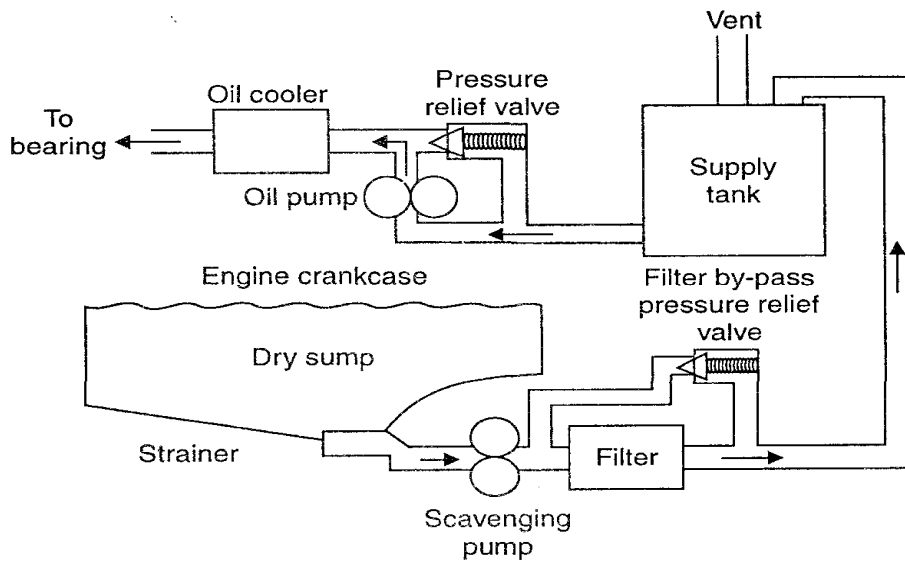 Vent
Pressure
relief valve
Oil cooler
To
bearing
Supply
tank
Oil pump
Engine crankcase
Filter by-pass
pressure relief
valve
Dry sump
Strainer
Filter
Scavenging
pump